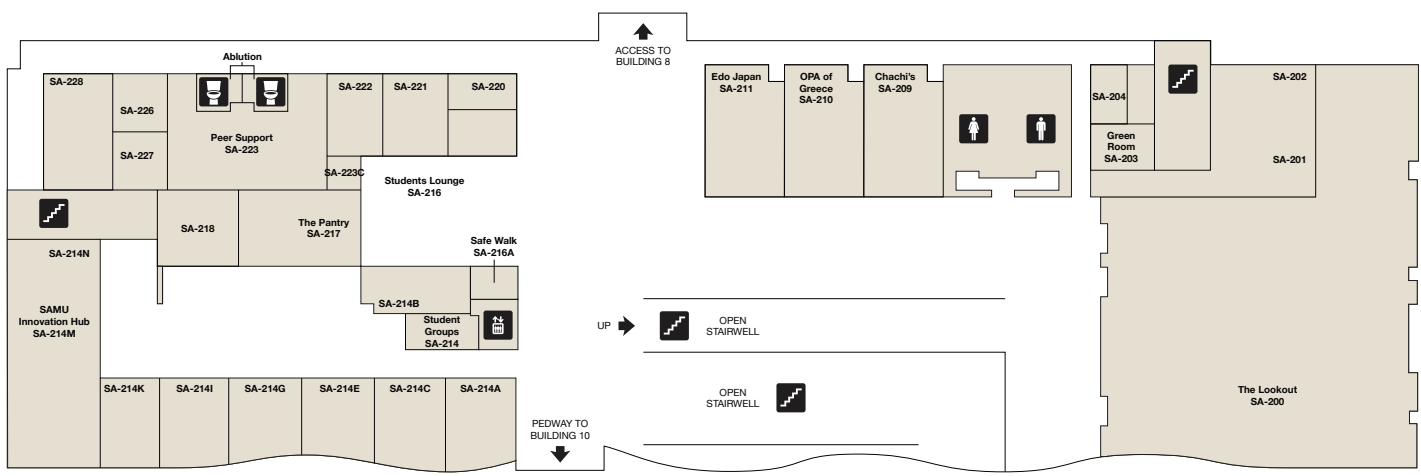 ACCESS TO
BUILDING 8
Ablution
SA-228
SA-226
SA-227
Peer Support
SA-223
SA-222
SA-221
SA-220
SA-223C
Students Lounge
SA-216
Edo Japan
SA-211
OPA of
Greece
SA-210
Chachi's
SA-209
SA-204
Green
Room
SA-203
SA-202
SA-201
SA-218
The Pantry
SA-217
Safe Walk
SA-216A
SA-214N
SAMU
Innovation Hub
SA-214M
SA-214B
Student
Groups
SA-214
UP
OPEN
STAIRWELL
OPEN
STAIRWELL
The Lookout
SA-200
SA-214K
SA-214I
SA-214G
SA-214E
SA-214C
SA-214A
PEDWAY TO
BUILDING 10